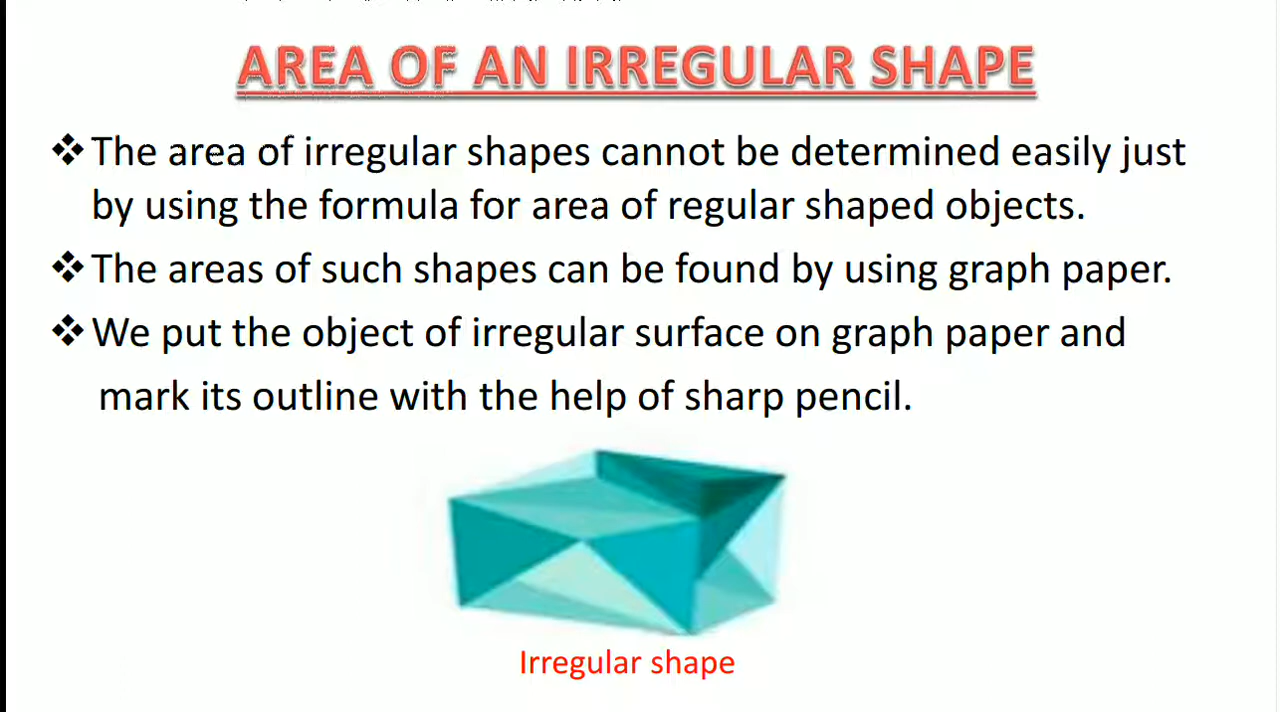 AREA OF AN IRREGULAR SHAPE
❖The area of irregular shapes cannot be determined easily just
by using the formula for area of regular shaped objects.
❖The areas of such shapes can be found by using graph paper.
❖We put the object of irregular surface on graph paper and
mark its outline with the help of sharp pencil.
Irregular shape